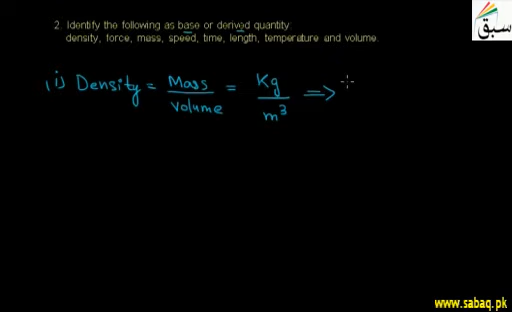 2. Identify the following as base or derived quantity:
density, force, mass, speed, time, length, temperature and volume.
(i) Density = Mass / Volume = Kg / m³ =>
سبق
www.sabaq.pk